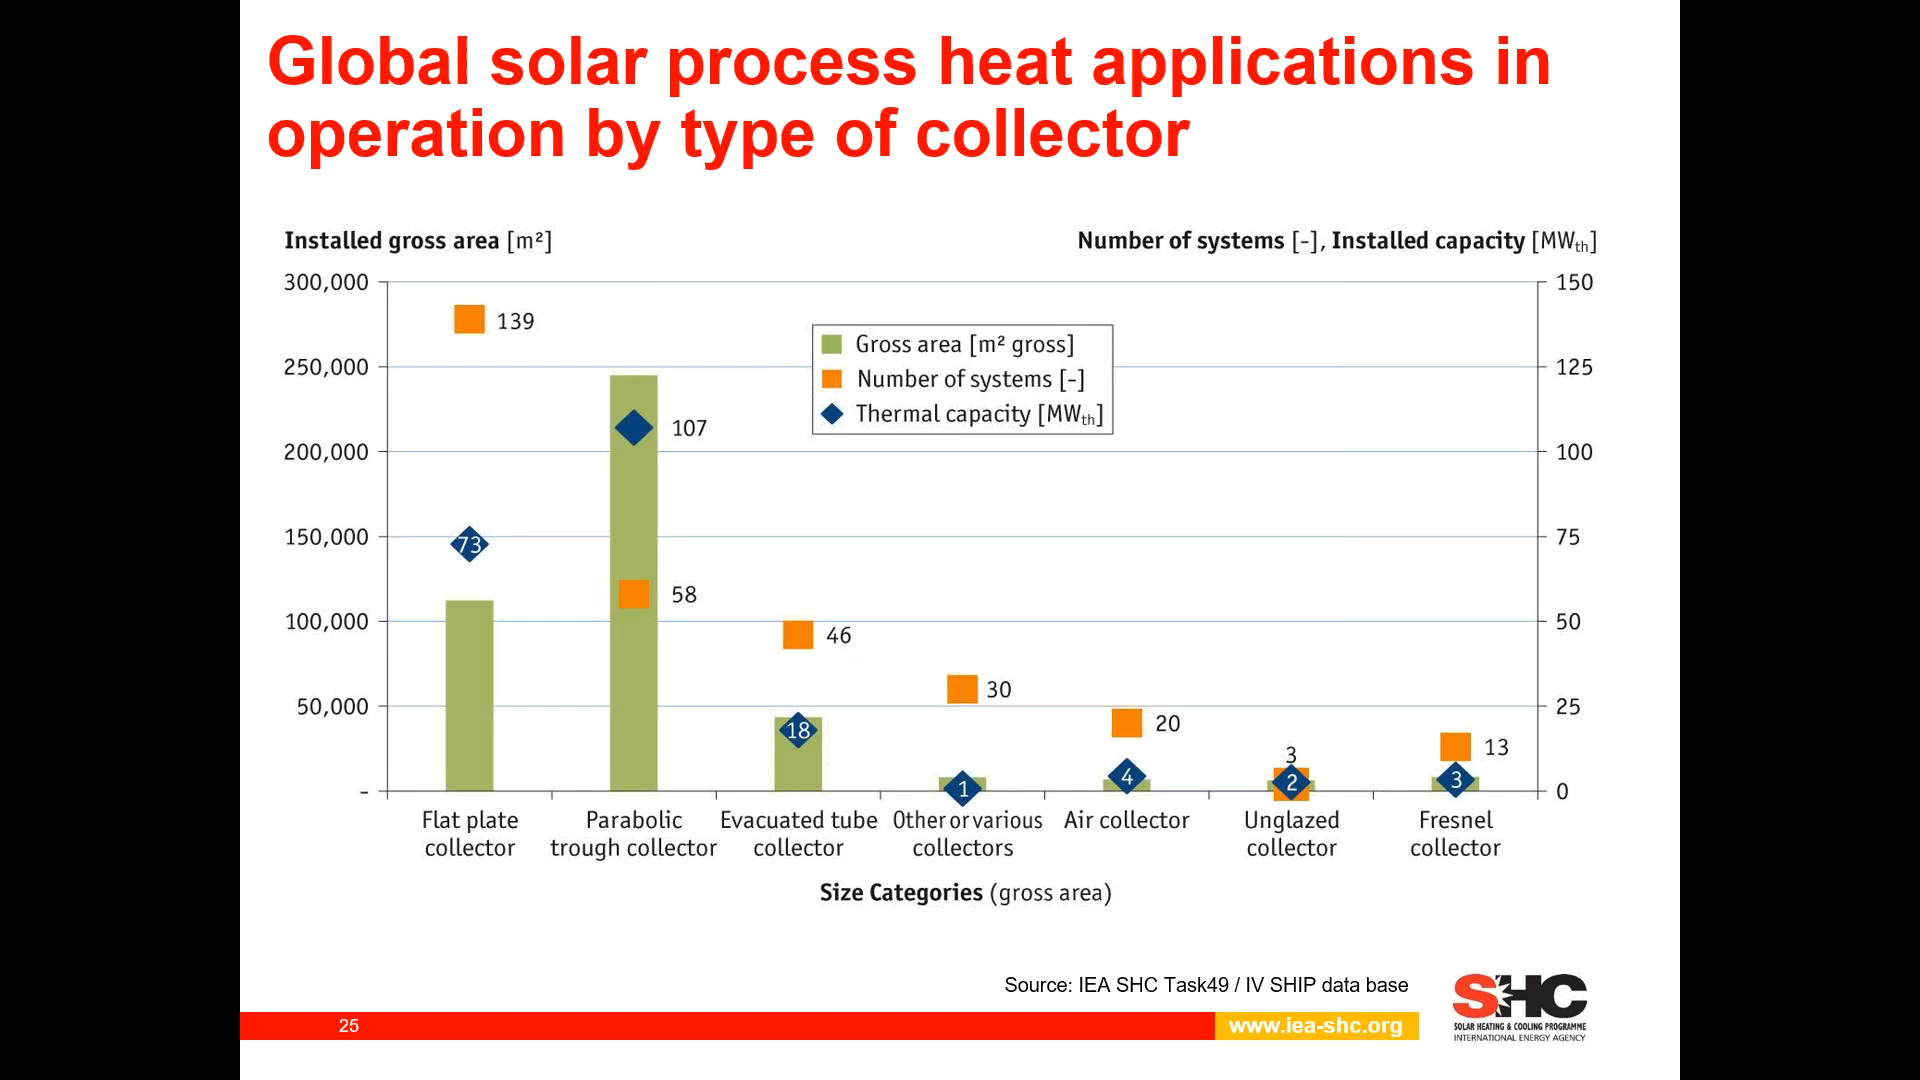 Global solar process heat applications in
operation by type of collector
Installed gross area [m²]
Number of systems [-], Installed capacity [MWth]
300,000
250,000
200,000
150,000
100,000
50,000
-
150
125
100
75
50
25
0
Gross area [m² gross]
Number of systems [-]
Thermal capacity [MWth]
139
73
107
58
46
18
30
1
20
4
3
2
13
3
Flat plate
collector
Parabolic
trough collector
Evacuated tube
collector
Other or various
collectors
Air collector
Unglazed
collector
Fresnel
collector
Size Categories (gross area)
Source: IEA SHC Task49 / IV SHIP data base
25
www.iea-shc.org
SHC
SOLAR HEATING & COOLING PROGRAMME
INTERNATIONAL ENERGY AGENCY